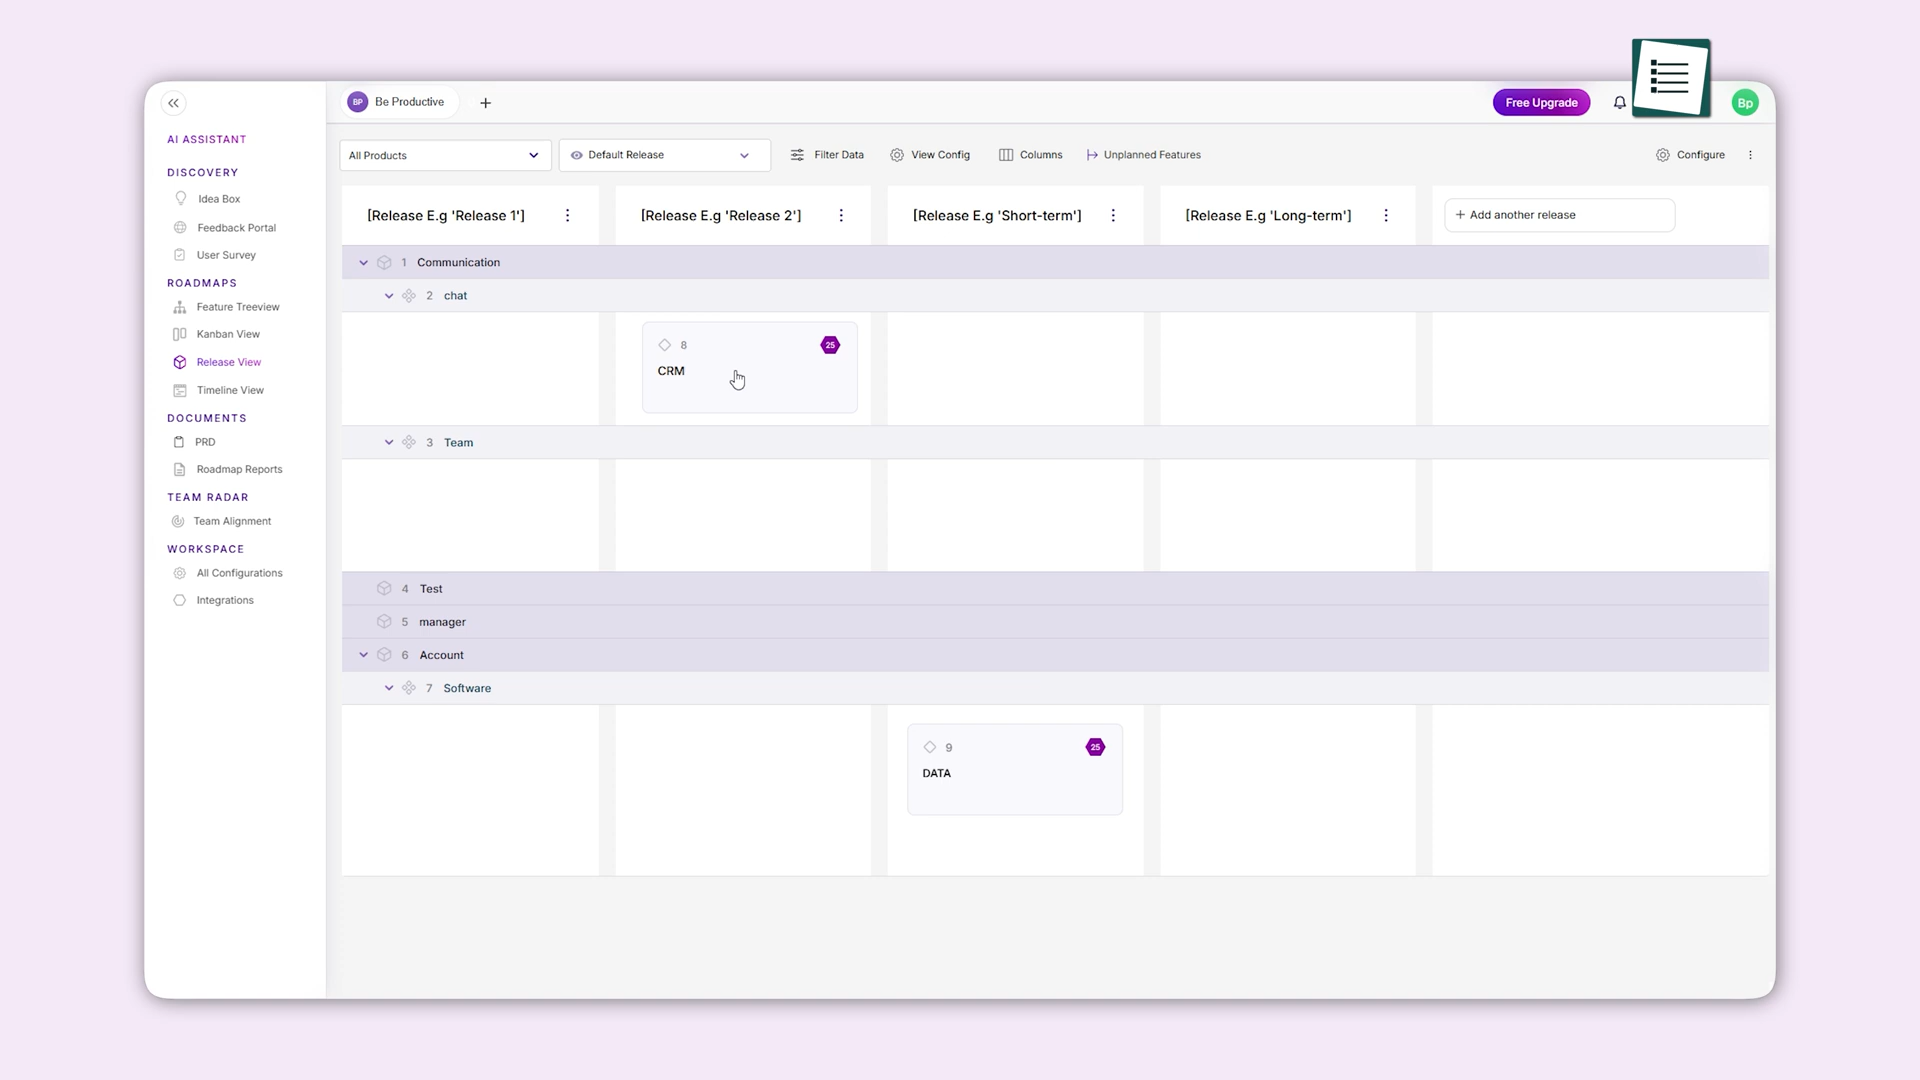 BP Be Productive +
Free Upgrade
Bp
AI ASSISTANT
DISCOVERY
Idea Box
Feedback Portal
User Survey
ROADMAPS
Feature Treeview
Kanban View
Release View
Timeline View
DOCUMENTS
PRD
Roadmap Reports
TEAM RADAR
Team Alignment
WORKSPACE
All Configurations
Integrations
All Products
Default Release
Filter Data
View Config
Columns
Unplanned Features
Configure
[Release E.g 'Release 1']
[Release E.g 'Release 2']
[Release E.g 'Short-term']
[Release E.g 'Long-term']
+ Add another release
1 Communication
2 chat
8 25
CRM
3 Team
4 Test
5 manager
6 Account
7 Software
9 25
DATA